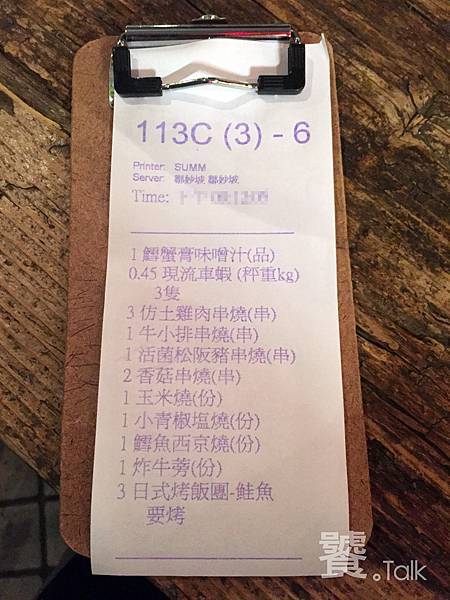 113C (3) - 6
Printer: SUMM
Server: 鄒妙城 鄒妙城
Time:
1 鱈蟹膏味噌汁(品)
0.45 現流車蝦 (秤重kg)
3隻
3 仿土雞肉串燒(串)
1 牛小排串燒(串)
1 活菌松阪豬串燒(串)
2 香菇串燒(串)
1 玉米燒(份)
1 小青椒塩燒(份)
1 鱈魚西京燒(份)
1 炸牛蒡(份)
3 日式烤飯團-鮭魚
要烤
饕.Talk